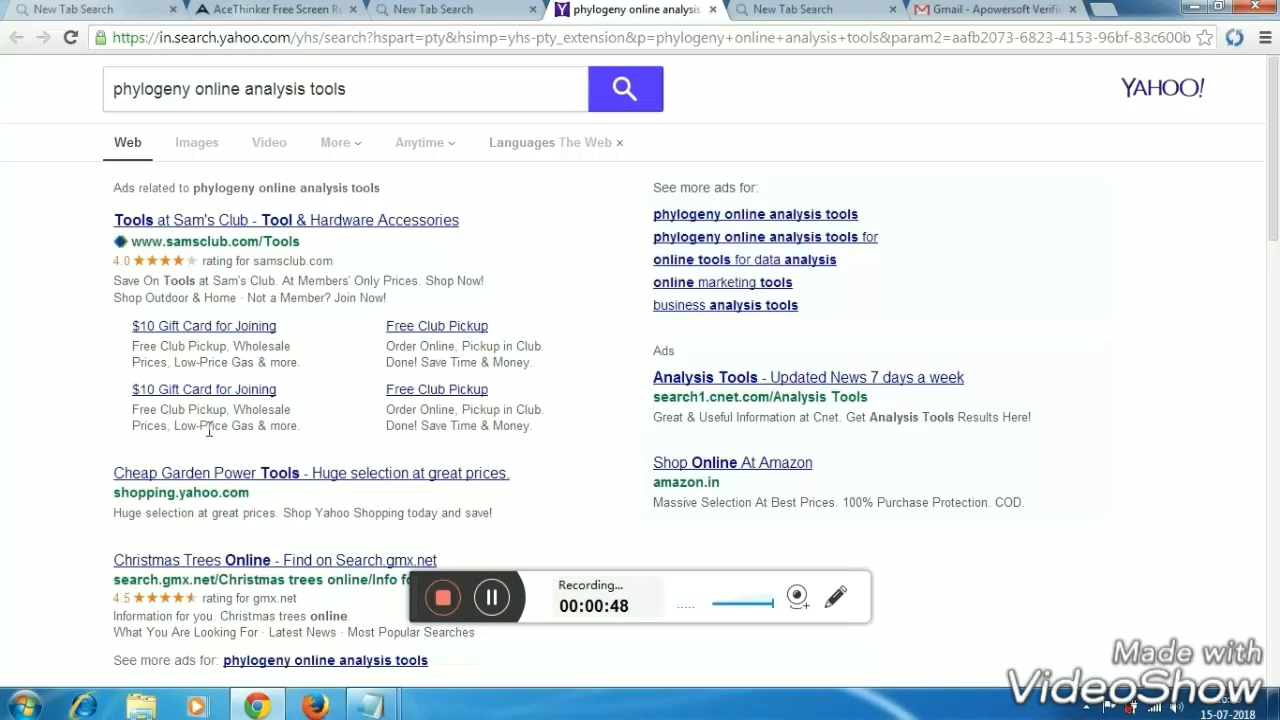 New Tab Search
AceThinker Free Screen R
New Tab Search
phylogeny online analysis
New Tab Search
Gmail - Apowersoft Verifi
https://in.search.yahoo.com/yhs/search?hspart=pty&hsimp=yhs-pty_extension&p=phylogeny+online+analysis+tools&param2=aafb2073-6823-4153-96bf-83c600b
phylogeny online analysis tools
YAHOO!
Web Images Video More Anytime Languages The Web ×
Ads related to phylogeny online analysis tools
Tools at Sam's Club - Tool & Hardware Accessories
www.samsclub.com/Tools
4.0 rating for samsclub.com
Save On Tools at Sam's Club. At Members' Only Prices. Shop Now!
Shop Outdoor & Home · Not a Member? Join Now!
$10 Gift Card for Joining
Free Club Pickup, Wholesale
Prices, Low-Price Gas & more.
Free Club Pickup
Order Online, Pickup in Club.
Done! Save Time & Money.
$10 Gift Card for Joining
Free Club Pickup, Wholesale
Prices, Low-Price Gas & more.
Free Club Pickup
Order Online, Pickup in Club.
Done! Save Time & Money.
Cheap Garden Power Tools - Huge selection at great prices.
shopping.yahoo.com
Huge selection at great prices. Shop Yahoo Shopping today and save!
Christmas Trees Online - Find on Search.gmx.net
search.gmx.net/Christmas trees online/Info
4.5 rating for gmx.net
Information for you. Christmas trees online
What You Are Looking For · Latest News · Most Popular Searches
See more ads for: phylogeny online analysis tools
See more ads for:
phylogeny online analysis tools
phylogeny online analysis tools for
online tools for data analysis
online marketing tools
business analysis tools
Ads
Analysis Tools - Updated News 7 days a week
search1.cnet.com/Analysis Tools
Great & Useful Information at Cnet. Get Analysis Tools Results Here!
Shop Online At Amazon
amazon.in
Massive Selection At Best Prices. 100% Purchase Protection. COD.
Recording...
00:00:48
Made with
VideoShow
15-07-2018